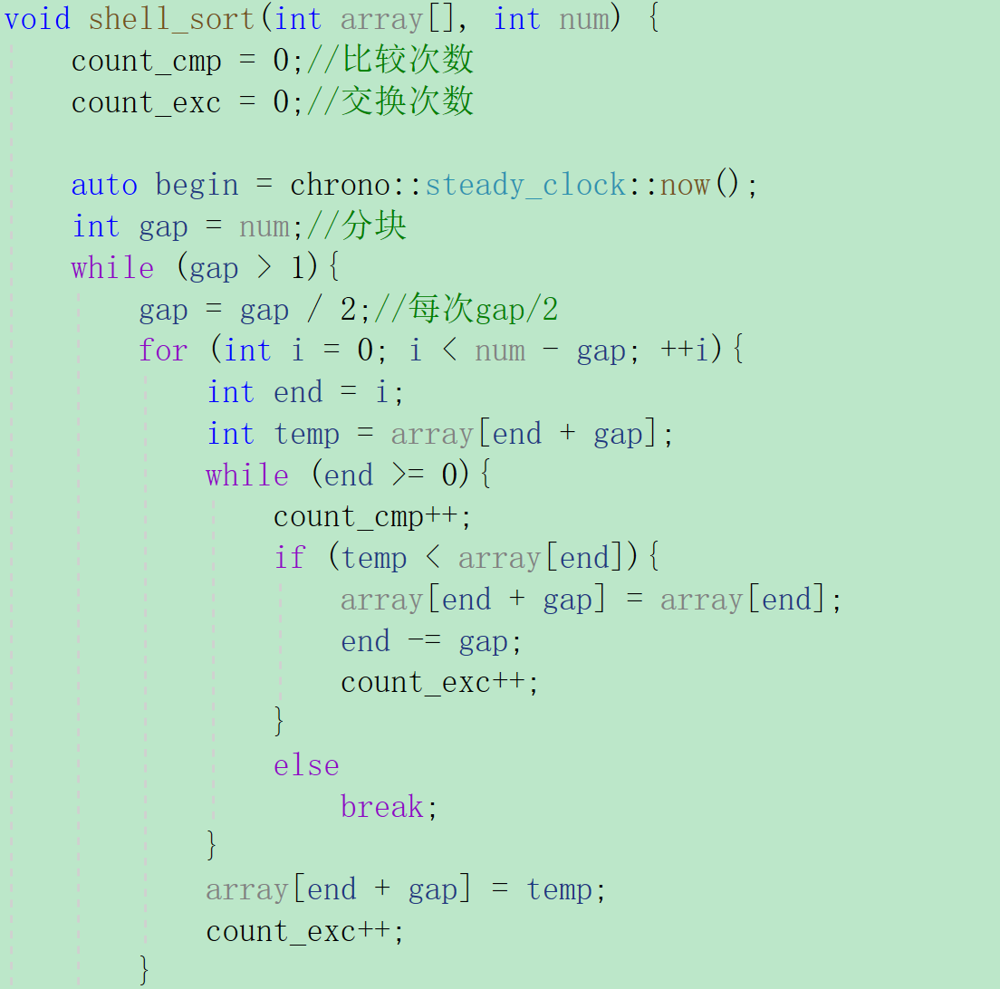 void shell_sort(int array[], int num) {
    count_cmp = 0;//比较次数
    count_exc = 0;//交换次数

    auto begin = chrono::steady_clock::now();
    int gap = num;//分块
    while (gap > 1){
        gap = gap / 2;//每次gap/2
        for (int i = 0; i < num - gap; ++i){
            int end = i;
            int temp = array[end + gap];
            while (end >= 0){
                count_cmp++;
                if (temp < array[end]){
                    array[end + gap] = array[end];
                    end -= gap;
                    count_exc++;
                }
                else
                    break;
            }
            array[end + gap] = temp;
            count_exc++;
        }